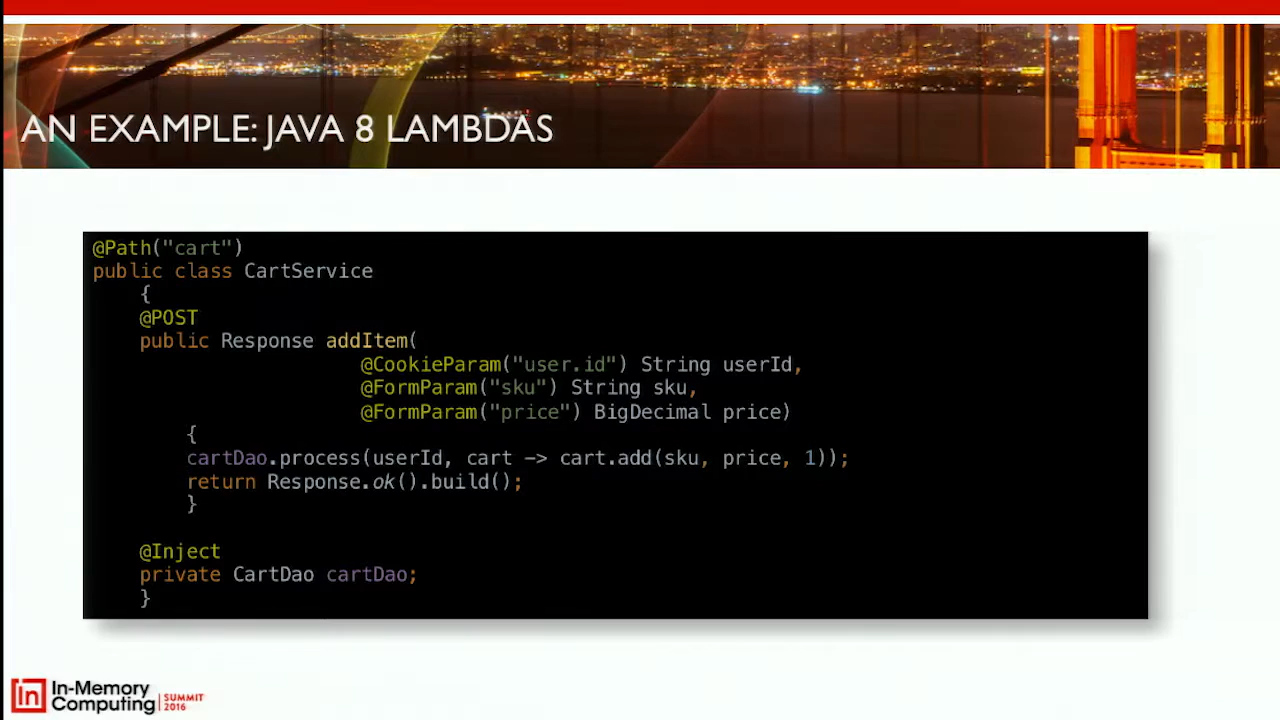 AN EXAMPLE: JAVA 8 LAMBDAS
@Path("cart")
public class CartService
{
@POST
public Response addItem(
@CookieParam("user.id") String userId,
@FormParam("sku") String sku,
@FormParam("price") BigDecimal price)
{
cartDao.process(userId, cart -> cart.add(sku, price, 1));
return Response.ok().build();
}
@Inject
private CartDao cartDao;
}
in In-Memory
Computing
SUMMIT
2016